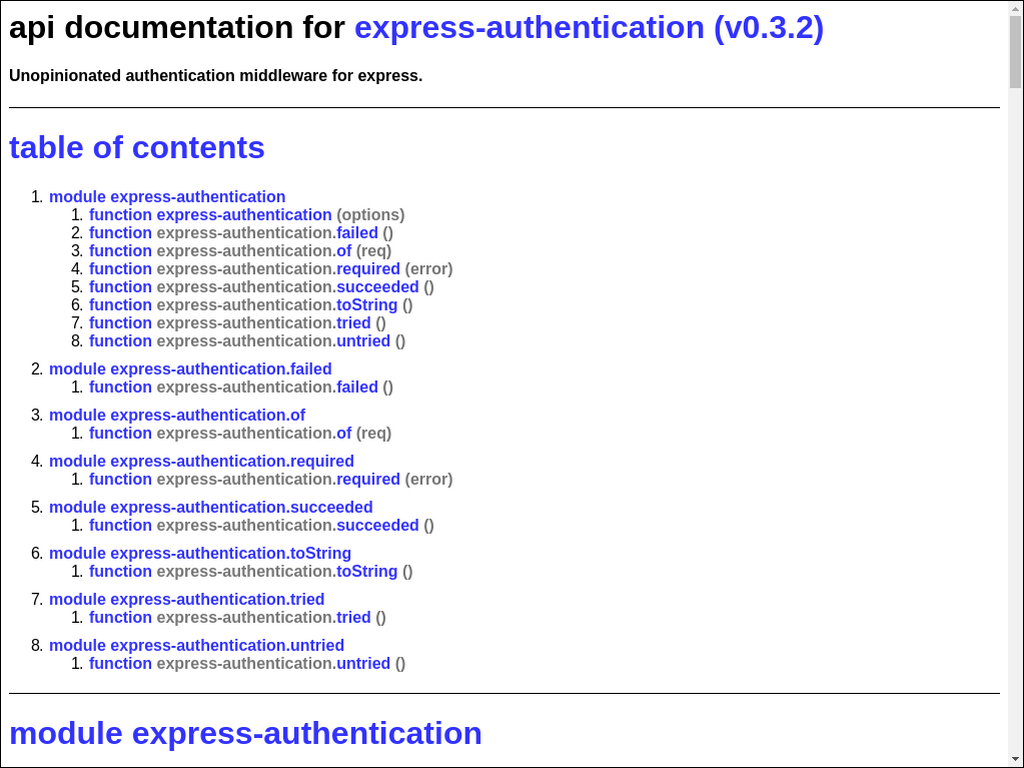 api documentation for express-authentication (v0.3.2)
Unopinionated authentication middleware for express.
table of contents
1. module express-authentication
1. function express-authentication (options)
2. function express-authentication.failed ()
3. function express-authentication.of (req)
4. function express-authentication.required (error)
5. function express-authentication.succeeded ()
6. function express-authentication.toString ()
7. function express-authentication.tried ()
8. function express-authentication.untried ()
2. module express-authentication.failed
1. function express-authentication.failed ()
3. module express-authentication.of
1. function express-authentication.of (req)
4. module express-authentication.required
1. function express-authentication.required (error)
5. module express-authentication.succeeded
1. function express-authentication.succeeded ()
6. module express-authentication.toString
1. function express-authentication.toString ()
7. module express-authentication.tried
1. function express-authentication.tried ()
8. module express-authentication.untried
1. function express-authentication.untried ()
module express-authentication